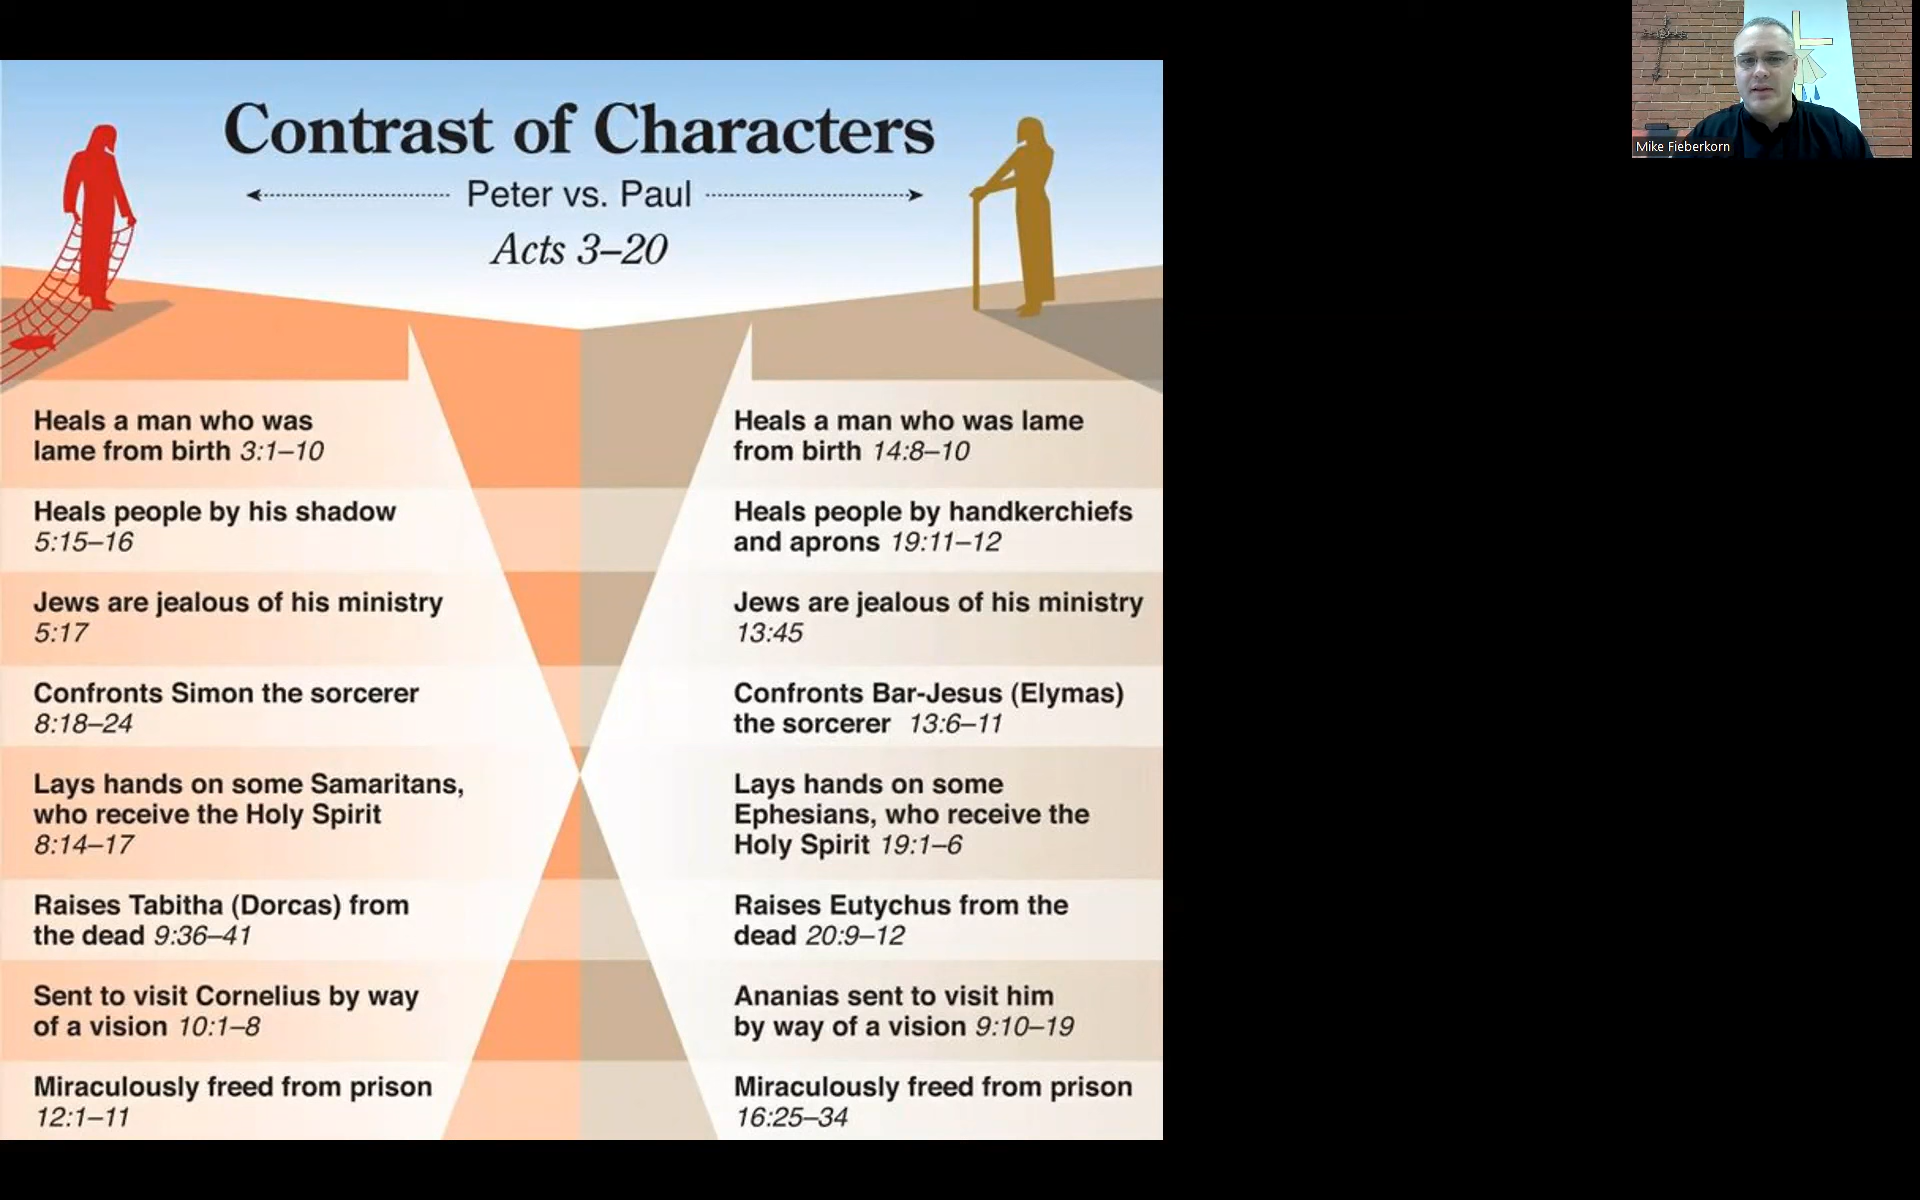 Contrast of Characters
Peter vs. Paul
Acts 3–20
Heals a man who was
lame from birth 3:1–10
Heals people by his shadow
5:15–16
Jews are jealous of his ministry
5:17
Confronts Simon the sorcerer
8:18–24
Lays hands on some Samaritans,
who receive the Holy Spirit
8:14–17
Raises Tabitha (Dorcas) from
the dead 9:36–41
Sent to visit Cornelius by way
of a vision 10:1–8
Miraculously freed from prison
12:1–11
Heals a man who was lame
from birth 14:8–10
Heals people by handkerchiefs
and aprons 19:11–12
Jews are jealous of his ministry
13:45
Confronts Bar-Jesus (Elymas)
the sorcerer 13:6–11
Lays hands on some
Ephesians, who receive the
Holy Spirit 19:1–6
Raises Eutychus from the
dead 20:9–12
Ananias sent to visit him
by way of a vision 9:10–19
Miraculously freed from prison
16:25–34
Mike Fieberkorn